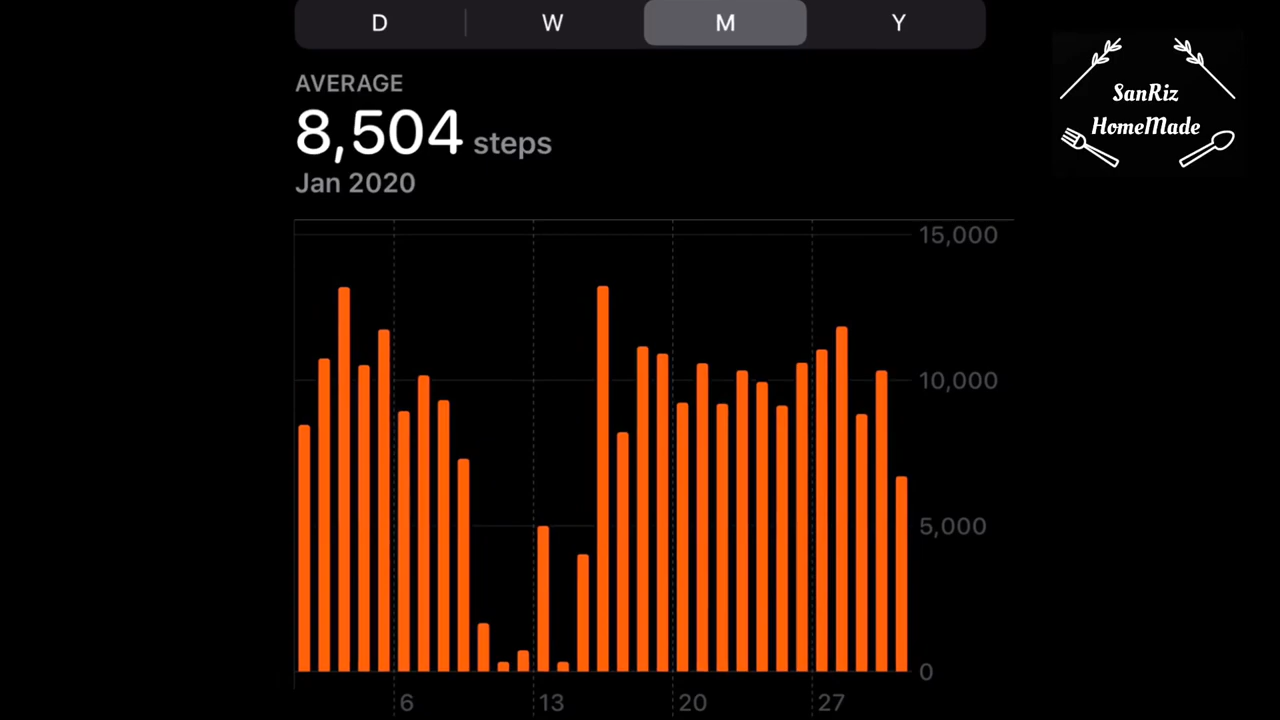 D W M Y
AVERAGE
8,504 steps
Jan 2020
SanRiz
HomeMade
15,000
10,000
5,000
0
6 13 20 27